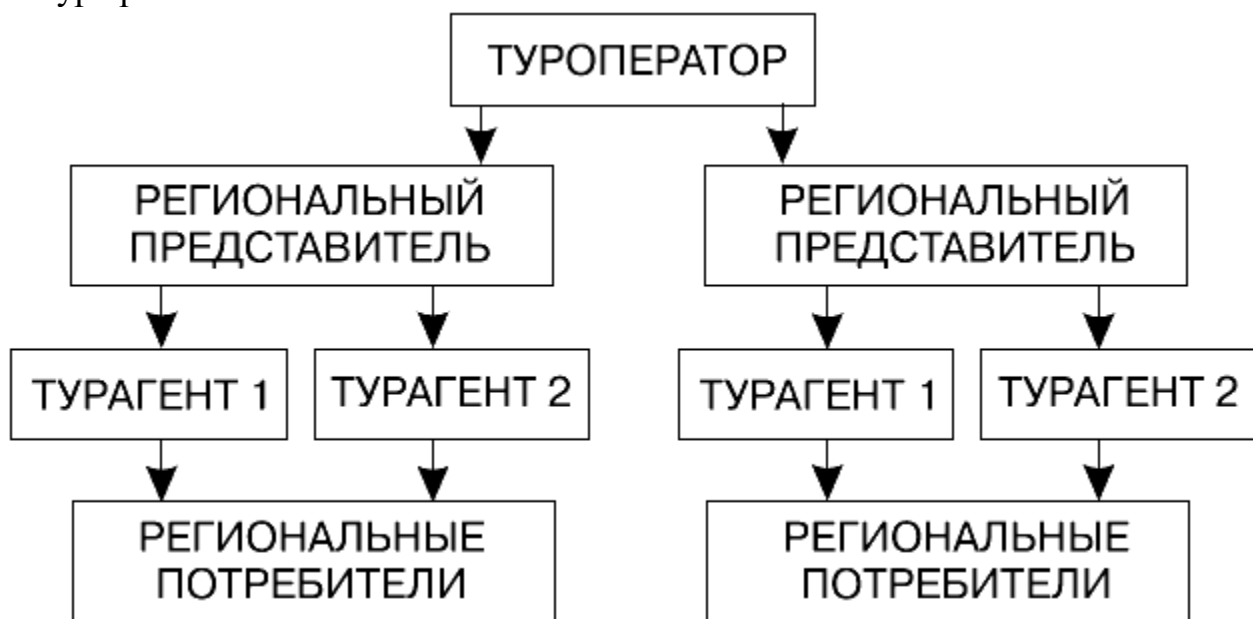 ТУРОПЕРАТОР
РЕГИОНАЛЬНЫЙ
ПРЕДСТАВИТЕЛЬ
РЕГИОНАЛЬНЫЙ
ПРЕДСТАВИТЕЛЬ
ТУРАГЕНТ 1
ТУРАГЕНТ 2
ТУРАГЕНТ 1
ТУРАГЕНТ 2
РЕГИОНАЛЬНЫЕ
ПОТРЕБИТЕЛИ
РЕГИОНАЛЬНЫЕ
ПОТРЕБИТЕЛИ